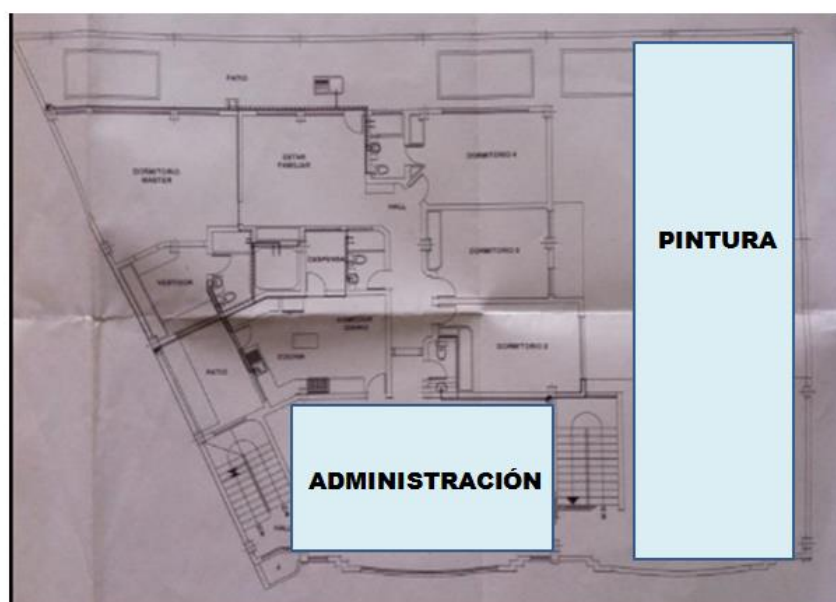 PATIO
ESTAR
FAMILIAR
DORMITORIO
MASTER
DORMITORIO 4
HALL
PINTURA
DORMITORIO 3
DESPENSA
VESTIDOR
COMEDOR
DIARIO
COCINA
DORMITORIO 2
PATIO
ADMINISTRACIÓN
HALL